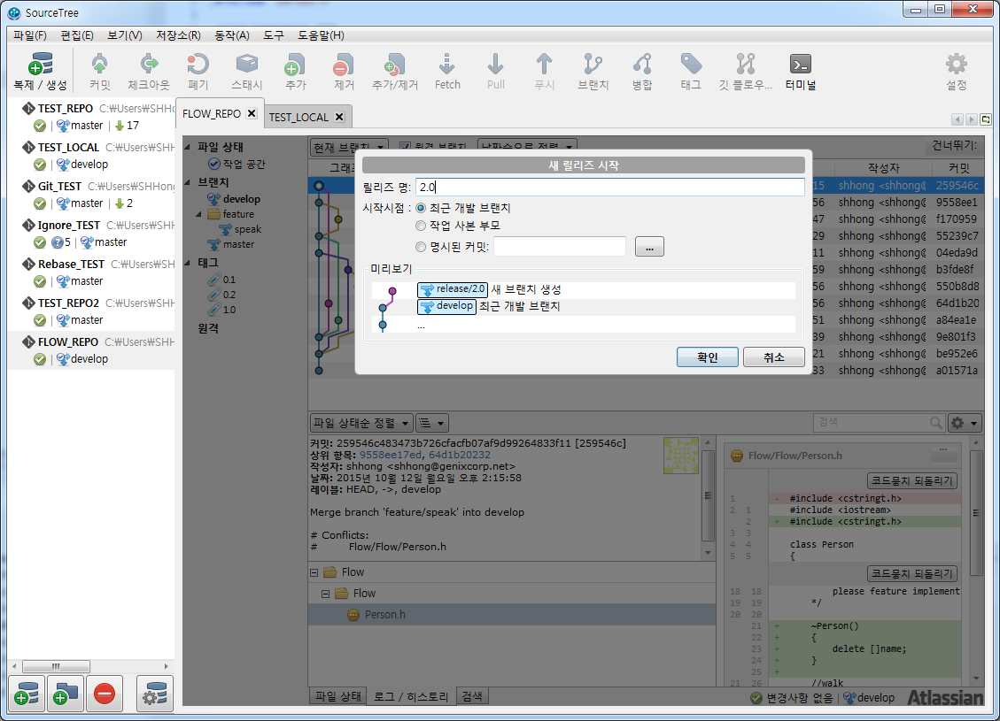 SourceTree
파일(F) 편집(E) 보기(V) 저장소(R) 동작(A) 도구 도움말(H)
복제 / 생성 커밋 체크아웃 폐기 스태시 추가 제거 추가/제거 Fetch Pull 푸시 브랜치 병합 태그 깃 플로우... 터미널 설정
TEST_REPO C:₩Users₩SHHo
master 17
TEST_LOCAL C:₩Users₩SH
develop
Git_TEST C:₩Users₩SHHong
master 2
Ignore_TEST C:₩Users₩SHH
5 master
Rebase_TEST C:₩Users₩SH
master
TEST_REPO2 C:₩Users₩SHH
master
FLOW_REPO C:₩Users₩SHH
develop
FLOW_REPO TEST_LOCAL
파일 상태
작업 공간
브랜치
develop
feature
speak
master
태그
0.1
0.2
1.0
원격
현재 브랜치 원격 브랜치 날짜순으로 정렬 건너뛰기:
그래프 작성자 커밋
15 shhong <shhong@ 259546c
56 shhong <shhong@ 9558ee1
47 shhong <shhong@ f170959
29 shhong <shhong@ 55239c7
11 shhong <shhong@ 04eda9d
59 shhong <shhong@ b3fde8f
56 shhong <shhong@ 550b8d8
56 shhong <shhong@ 64d1b20
51 shhong <shhong@ a84ea1e
39 shhong <shhong@ 9e801f3
21 shhong <shhong@ be952e6
33 shhong <shhong@ a01571a
새 릴리즈 시작
릴리즈 명: 2.0
시작시점 : 최근 개발 브랜치
작업 사본 부모
명시된 커밋: ...
미리보기
release/2.0 새 브랜치 생성
develop 최근 개발 브랜치
...
확인 취소
파일 상태순 정렬 검색
커밋: 259546c483473b726cfacfb07af9d99264833f11 [259546c]
상위 항목: 9558ee17ed, 64d1b20232
작성자: shhong <shhong@genixcorp.net>
날짜: 2015년 10월 12일 월요일 오후 2:15:58
레이블: HEAD, ->, develop
Merge branch 'feature/speak' into develop
# Conflicts:
# Flow/Flow/Person.h
Flow
Flow
Person.h
Flow/Flow/Person.h ...
코드뭉치 되돌리기
1 - #include <cstringt.h>
2 1 #include <iostream>
2 + #include <cstringt.h>
3 3
4 4 class Person
5 5 {
코드뭉치 되돌리기
18 18 please feature implement
19 19 */
20 20
21 + ~Person()
22 + {
23 + delete []name;
24 + }
25 +
21 26 //walk
파일 상태 로그 / 히스토리 검색 변경사항 없음 develop Atlassian